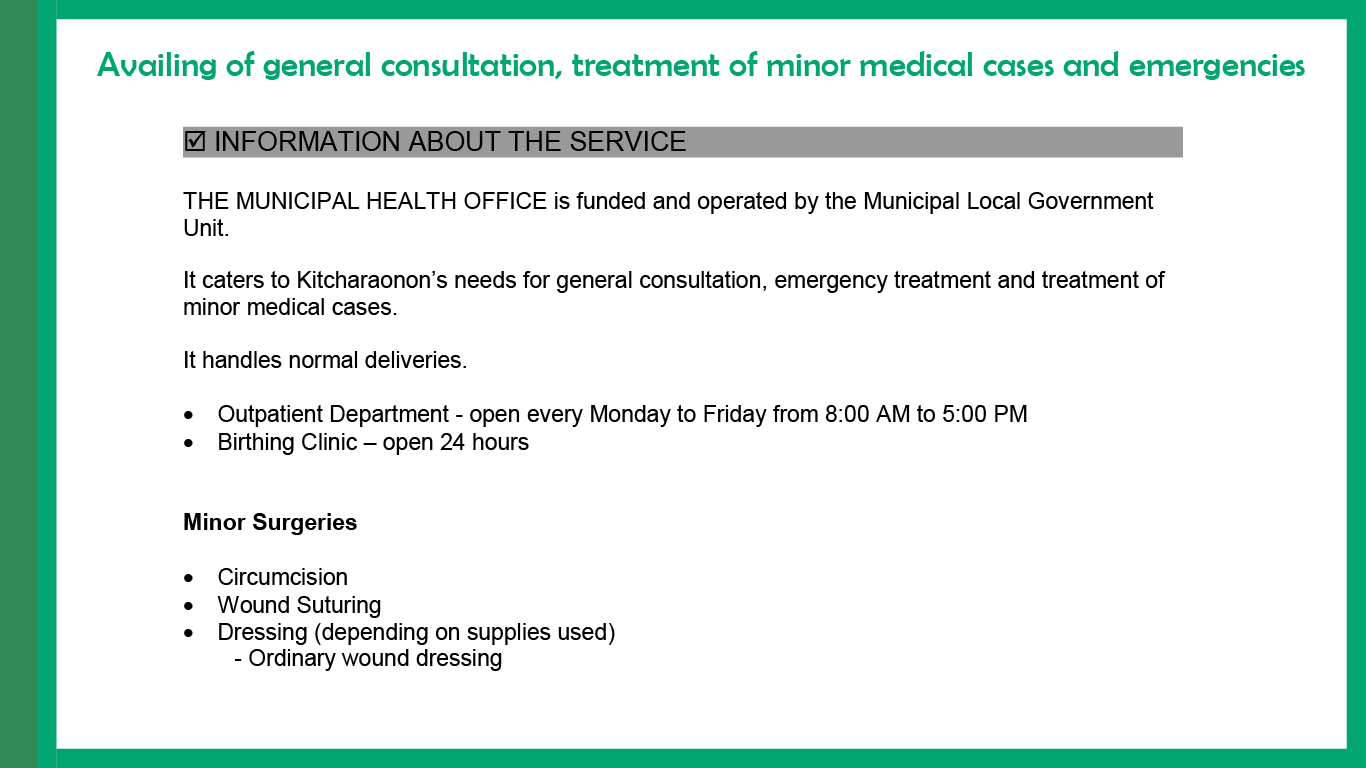 Availing of general consultation, treatment of minor medical cases and emergencies
☑ INFORMATION ABOUT THE SERVICE
THE MUNICIPAL HEALTH OFFICE is funded and operated by the Municipal Local Government
Unit.
It caters to Kitcharaonon’s needs for general consultation, emergency treatment and treatment of
minor medical cases.
It handles normal deliveries.
• Outpatient Department - open every Monday to Friday from 8:00 AM to 5:00 PM
• Birthing Clinic – open 24 hours
Minor Surgeries
• Circumcision
• Wound Suturing
• Dressing (depending on supplies used)
- Ordinary wound dressing